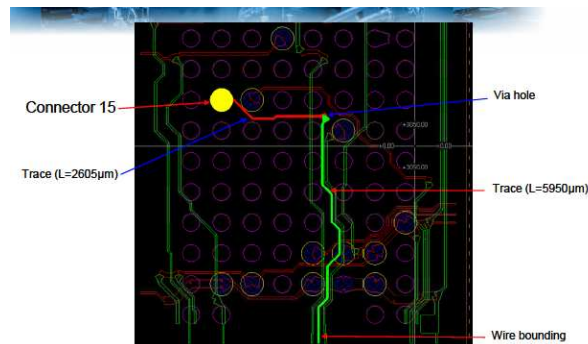 Connector 15
Via hole
Trace (L=2605µm)
Trace (L=5950µm)
Wire bounding